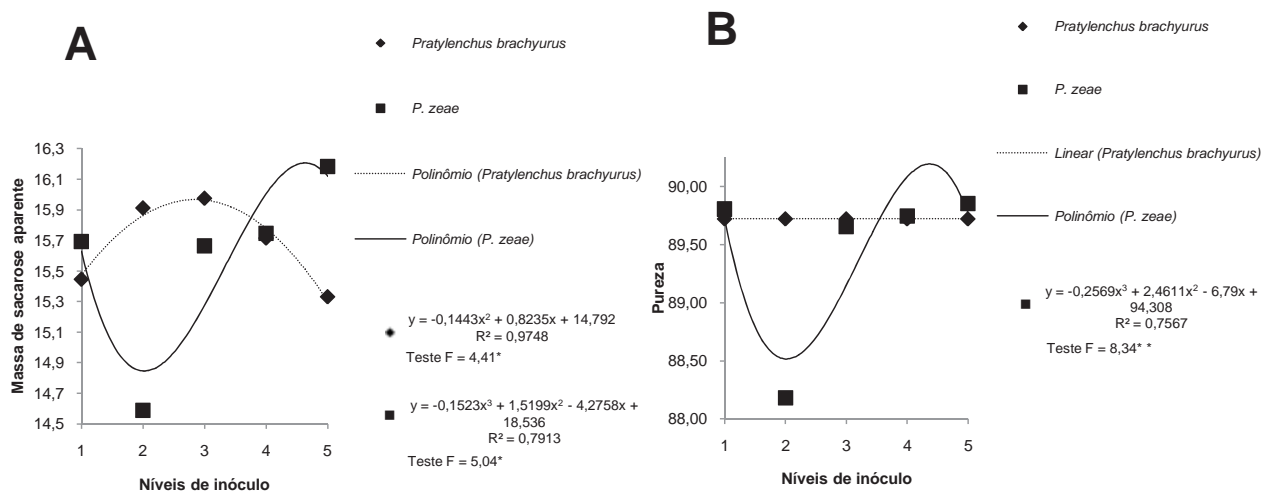 A
Pratylenchus brachyurus
P. zeae
Polinômio (Pratylenchus brachyurus)
Polinômio (P. zeae)
Massa de sacarose aparente
16,3
16,1
15,9
15,7
15,5
15,3
15,1
14,9
14,7
14,5
1 2 3 4 5
Níveis de inóculo
y = -0,1443x² + 0,8235x + 14,792
R² = 0,9748
Teste F = 4,41*
y = -0,1523x³ + 1,5199x² - 4,2758x +
18,536
R² = 0,7913
Teste F = 5,04*
B
Pratylenchus brachyurus
P. zeae
Linear (Pratylenchus brachyurus)
Polinômio (P. zeae)
Pureza
90,00
89,50
89,00
88,50
88,00
1 2 3 4 5
Níveis de inóculo
y = -0,2569x³ + 2,4611x² - 6,79x +
94,308
R² = 0,7567
Teste F = 8,34* *